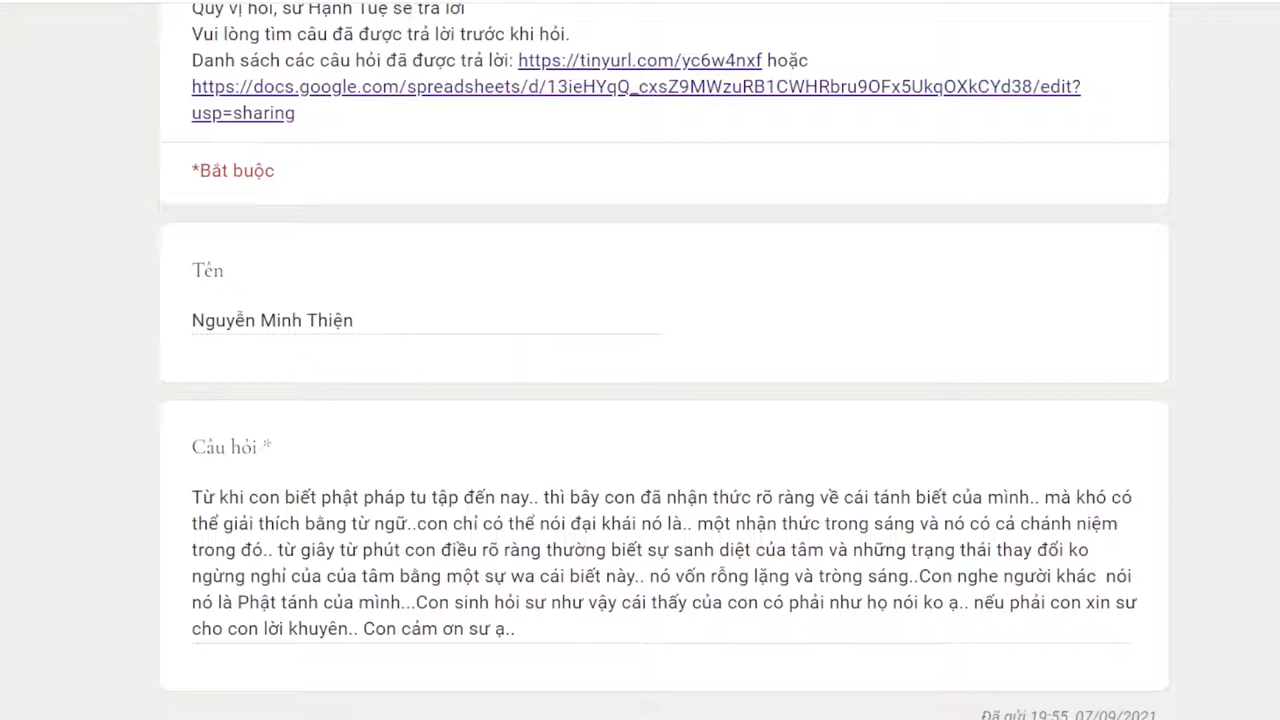 Quý vị hỏi, sư Hạnh Tuệ sẽ trả lời
Vui lòng tìm câu đã được trả lời trước khi hỏi.
Danh sách các câu hỏi đã được trả lời: https://tinyurl.com/yc6w4nxf hoặc
https://docs.google.com/spreadsheets/d/13ieHYqQ_cxsZ9MWzuRB1CWHRbru9OFx5UkqOXkCYd38/edit?
usp=sharing
*Bắt buộc
Tên
Nguyễn Minh Thiện
Câu hỏi *
Từ khi con biết phật pháp tu tập đến nay.. thì bây con đã nhận thức rõ ràng về cái tánh biết của mình.. mà khó có
thể giải thích bằng từ ngữ..con chỉ có thể nói đại khái nó là.. một nhận thức trong sáng và nó có cả chánh niệm
trong đó.. từ giây từ phút con điều rõ ràng thường biết sự sanh diệt của tâm và những trạng thái thay đổi ko
ngừng nghỉ của của tâm bằng một sự wa cái biết này.. nó vốn rỗng lặng và tròng sáng..Con nghe người khác nói
nó là Phật tánh của mình...Con sinh hỏi sư như vậy cái thấy của con có phải như họ nói ko ạ.. nếu phải con xin sư
cho con lời khuyên.. Con cảm ơn sư ạ..
Đã gửi 19:55, 07/09/2021